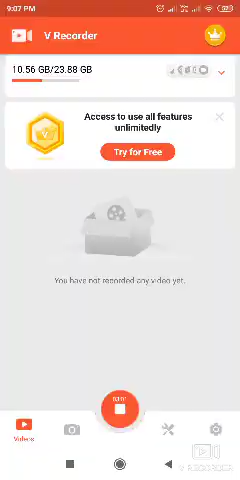 9:07 PM
V Recorder
10.56 GB/23.88 GB
Access to use all features
unlimitedly
Try for Free
You have not recorded any video yet.
Videos
V RECORDER